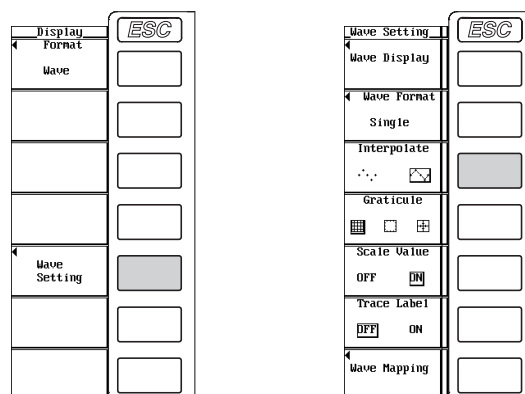 Display
ESC
Format
Wave
Wave
Setting
Wave Setting
ESC
Wave Display
Wave Format
Single
Interpolate
Graticule
Scale Value
OFF ON
Trace Label
OFF ON
Wave Mapping